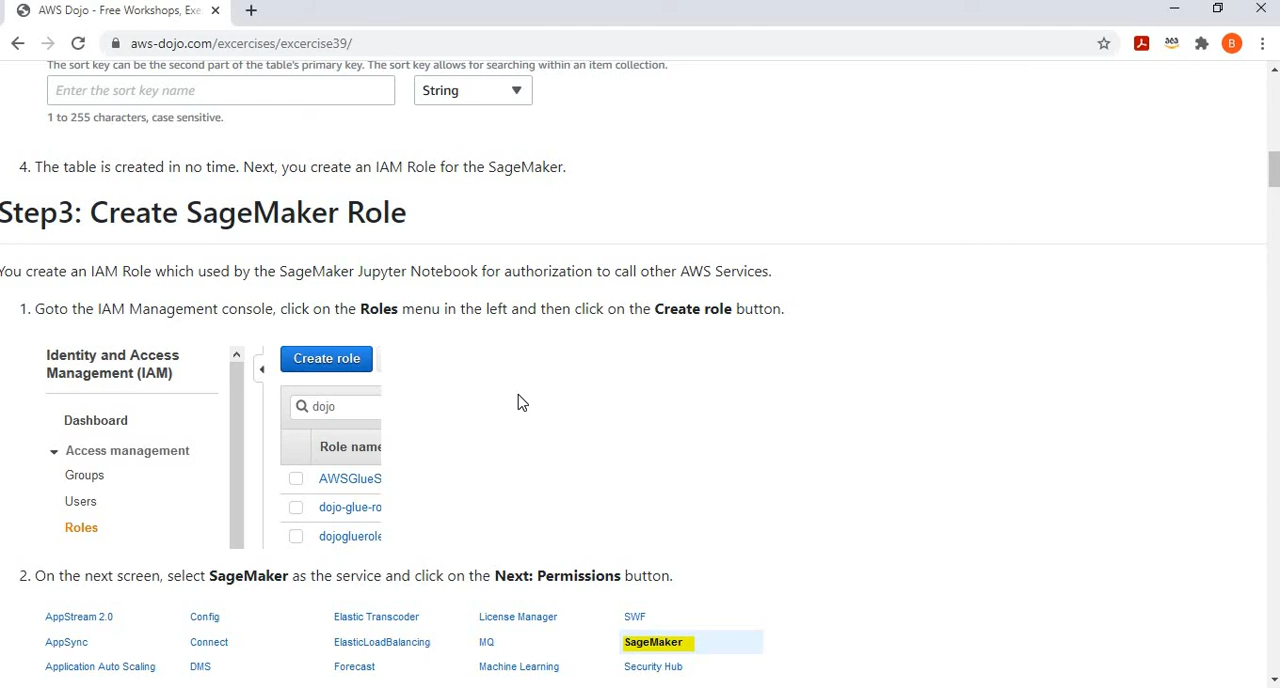 AWS Dojo - Free Workshops, Exe
aws-dojo.com/excercises/excercise39/
B
The sort key can be the second part of the table's primary key. The sort key allows for searching within an item collection.
Enter the sort key name
String
1 to 255 characters, case sensitive.
4. The table is created in no time. Next, you create an IAM Role for the SageMaker.
Step3: Create SageMaker Role
You create an IAM Role which used by the SageMaker Jupyter Notebook for authorization to call other AWS Services.
1. Goto the IAM Management console, click on the Roles menu in the left and then click on the Create role button.
Identity and Access
Management (IAM)
Dashboard
Access management
Groups
Users
Roles
Create role
dojo
Role name
AWSGlueS
dojo-glue-ro
dojogluerole
2. On the next screen, select SageMaker as the service and click on the Next: Permissions button.
AppStream 2.0 Config Elastic Transcoder License Manager SWF
AppSync Connect ElasticLoadBalancing MQ SageMaker
Application Auto Scaling DMS Forecast Machine Learning Security Hub